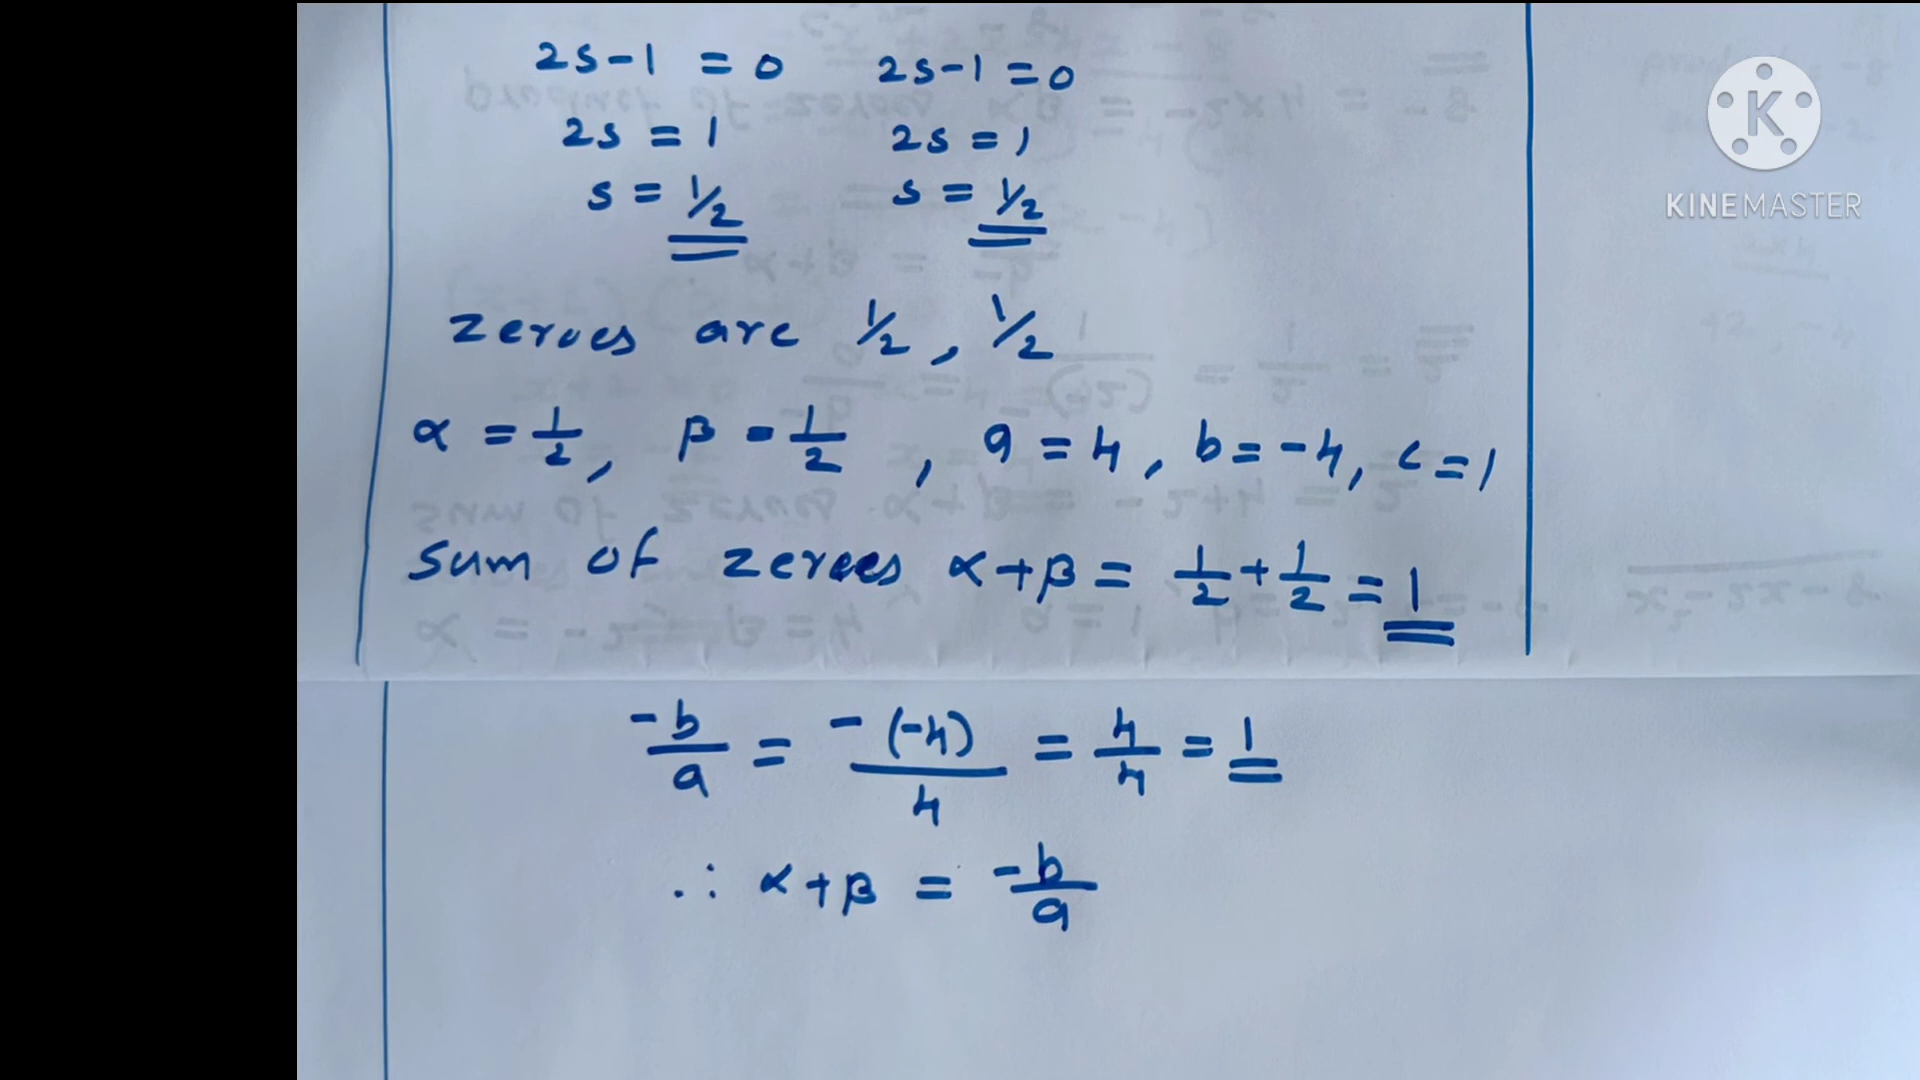 2s-1 = 0 2s-1 = 0
2s = 1 2s = 1
s = 1/2 s = 1/2
zeroes are 1/2, 1/2
α = 1/2, β = 1/2, a = 4, b = -4, c = 1
sum of zeroes α+β = 1/2 + 1/2 = 1
-b/a = -(-4)/4 = 4/4 = 1
∴ α+β = -b/a
K
KINEMASTER